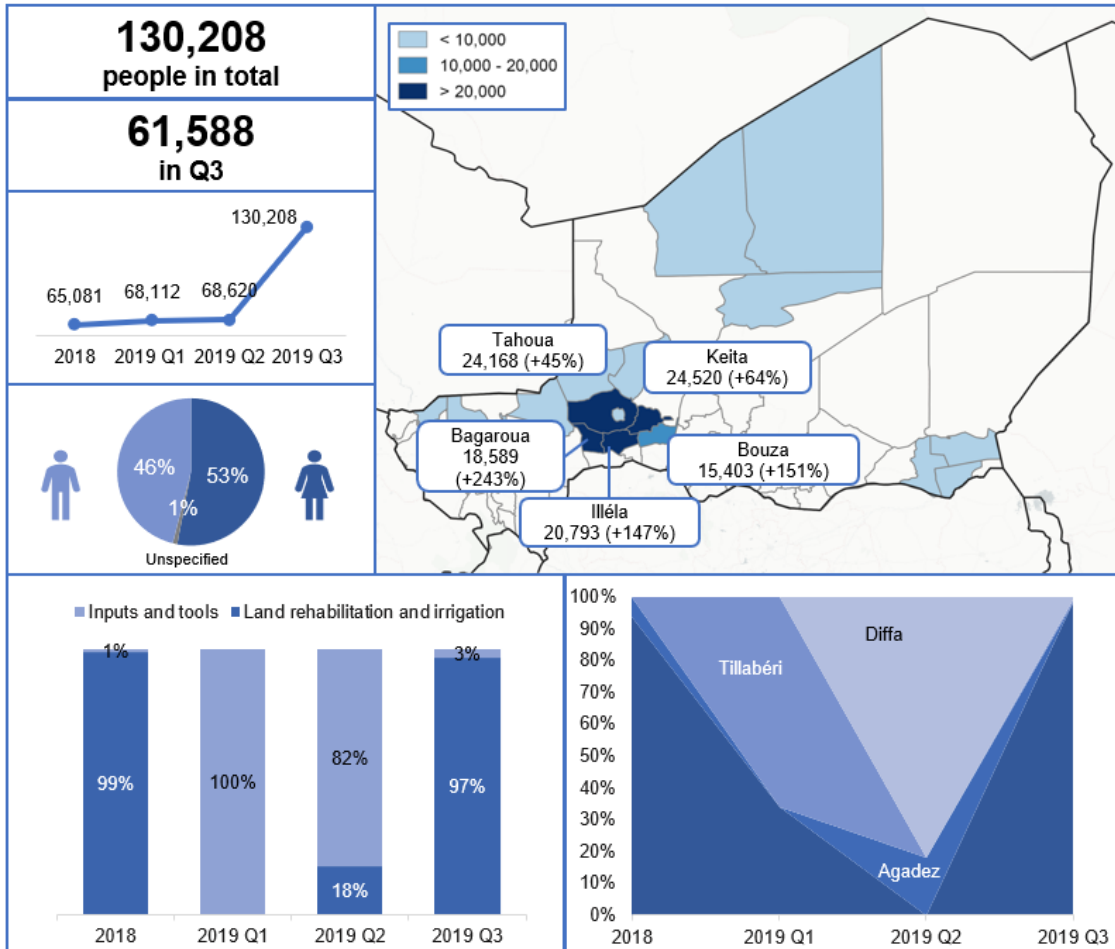 130,208
people in total
61,588
in Q3
130,208
65,081
68,112
68,620
2018
2019 Q1
2019 Q2
2019 Q3
46%
53%
1%
Unspecified
< 10,000
10,000 - 20,000
> 20,000
Tahoua
24,168 (+45%)
Keita
24,520 (+64%)
Bagaroua
18,589
(+243%)
Bouza
15,403 (+151%)
Illéla
20,793 (+147%)
Inputs and tools
Land rehabilitation and irrigation
1%
3%
82%
99%
100%
97%
18%
2018
2019 Q1
2019 Q2
2019 Q3
100%
90%
80%
70%
60%
50%
40%
30%
20%
10%
0%
Diffa
Tillabéri
Agadez
2018
2019 Q1
2019 Q2
2019 Q3